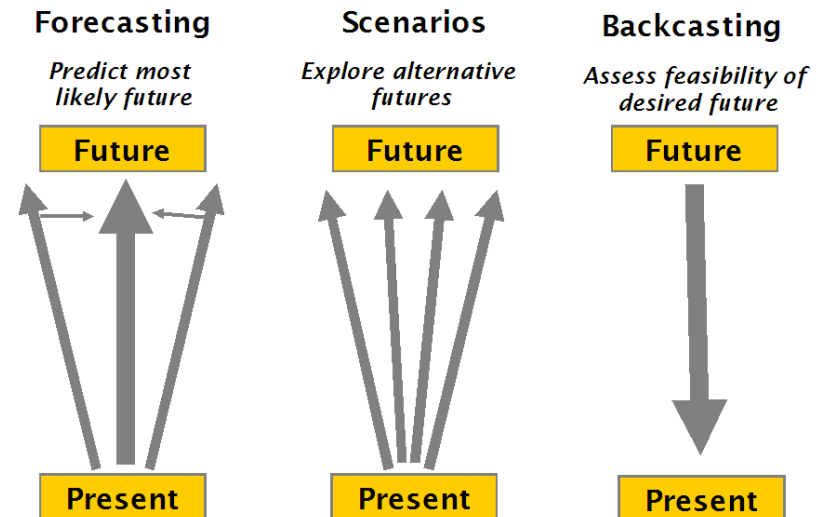 Forecasting
Predict most
likely future
Future
Present
Scenarios
Explore alternative
futures
Future
Present
Backcasting
Assess feasibility of
desired future
Future
Present